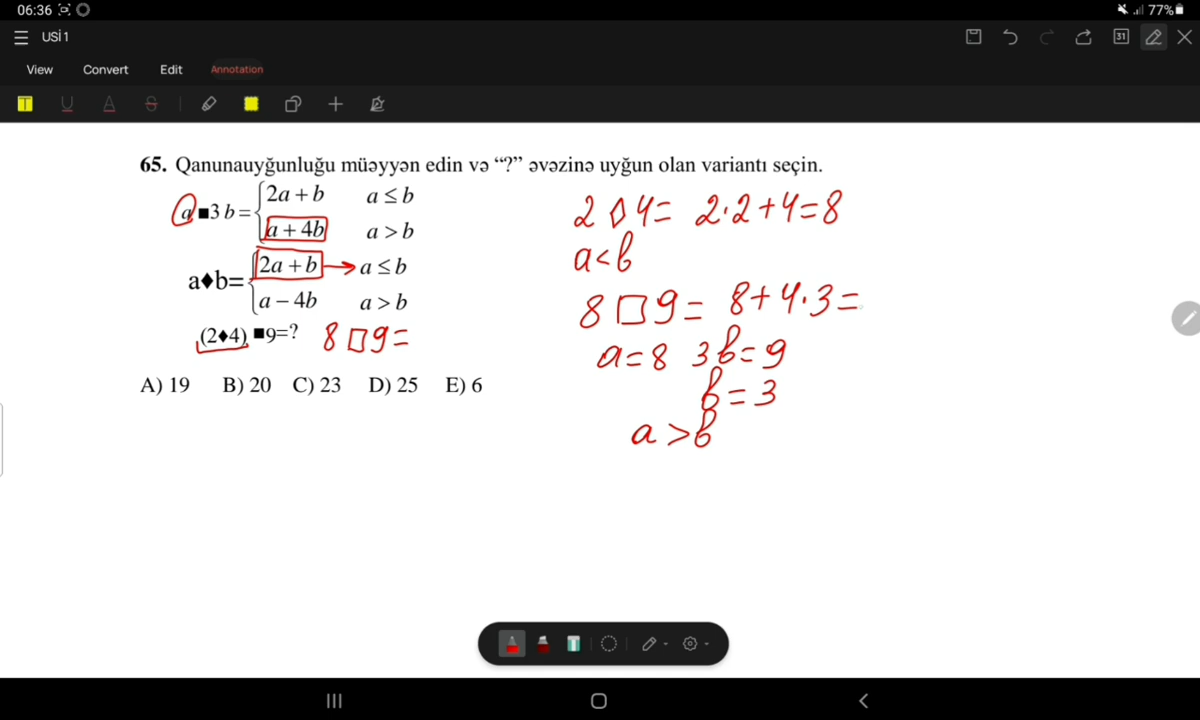 06:36 77%
USİ 1 31
View Convert Edit Annotation
T U A S
65. Qanunauyğunluğu müəyyən edin və “?” əvəzinə uyğun olan variantı seçin.
a■3 b = { 2a + b a ≤ b
a + 4b a > b
a♦b= { 2a + b → a ≤ b
a – 4b a > b
(2♦4) ■9=? 8 □ 9 =
A) 19 B) 20 C) 23 D) 25 E) 6
2 ◊ 4 = 2·2+4=8
a<b
8 □ 9 = 8+4·3=
a=8 3b=9
b=3
a>b